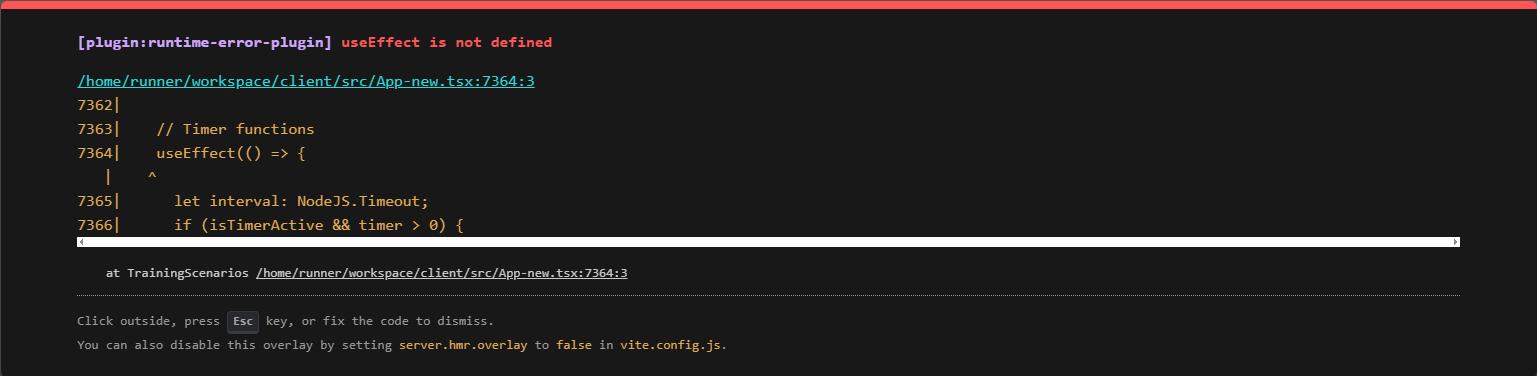 [plugin:runtime-error-plugin] useEffect is not defined
/home/runner/workspace/client/src/App-new.tsx:7364:3
7362|
7363|    // Timer functions
7364|    useEffect(() => {
   |    ^
7365|      let interval: NodeJS.Timeout;
7366|      if (isTimerActive && timer > 0) {
at TrainingScenarios /home/runner/workspace/client/src/App-new.tsx:7364:3
Click outside, press Esc key, or fix the code to dismiss.
You can also disable this overlay by setting server.hmr.overlay to false in vite.config.js.